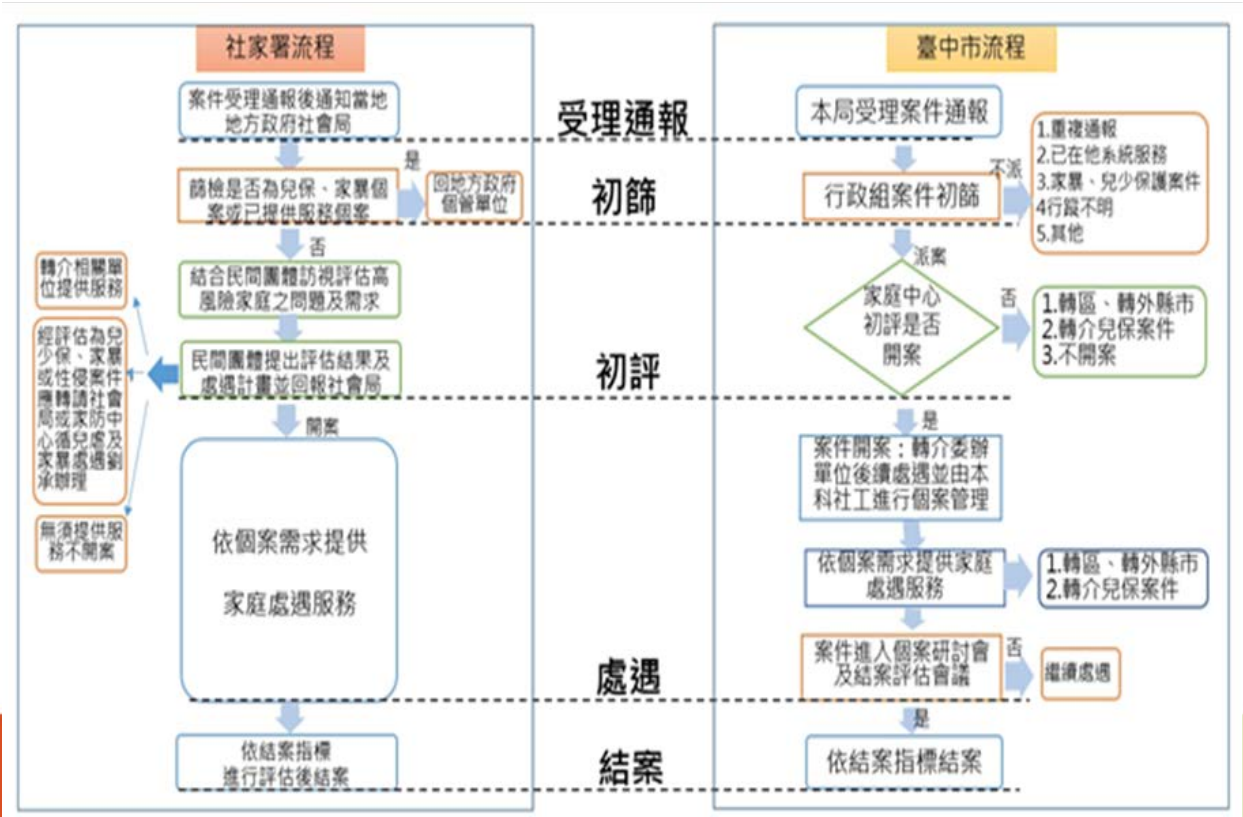 社家署流程
案件受理通報後通知當地
地方政府社會局
是
篩檢是否為兒保、家暴個
案或已提供服務個案
回地方政府
個管單位
否
結合民間團體訪視評估高
風險家庭之問題及需求
民間團體提出評估結果及
處遇計畫並回報社會局
轉介相關單
位提供服務
經評估為兒
少保、家暴
或性侵案件
應轉請社會
局或家防中
心循兒虐及
家暴處遇劉
承辦理
無須提供服
務不開案
開案
依個案需求提供
家庭處遇服務
依結案指標
進行評估後結案
受理通報
初篩
初評
處遇
結案
臺中市流程
本局受理案件通報
不派
行政組案件初篩
1.重複通報
2.已在他系統服務
3.家暴、兒少保護案件
4行蹤不明
5.其他
派案
家庭中心
初評是否
開案
否
1.轉區、轉外縣市
2.轉介兒保案件
3.不開案
是
案件開案：轉介委辦
單位後續處遇並由本
科社工進行個案管理
依個案需求提供家庭
處遇服務
1.轉區、轉外縣市
2.轉介兒保案件
案件進入個案研討會
及結案評估會議
否
繼續處遇
是
依結案指標結案